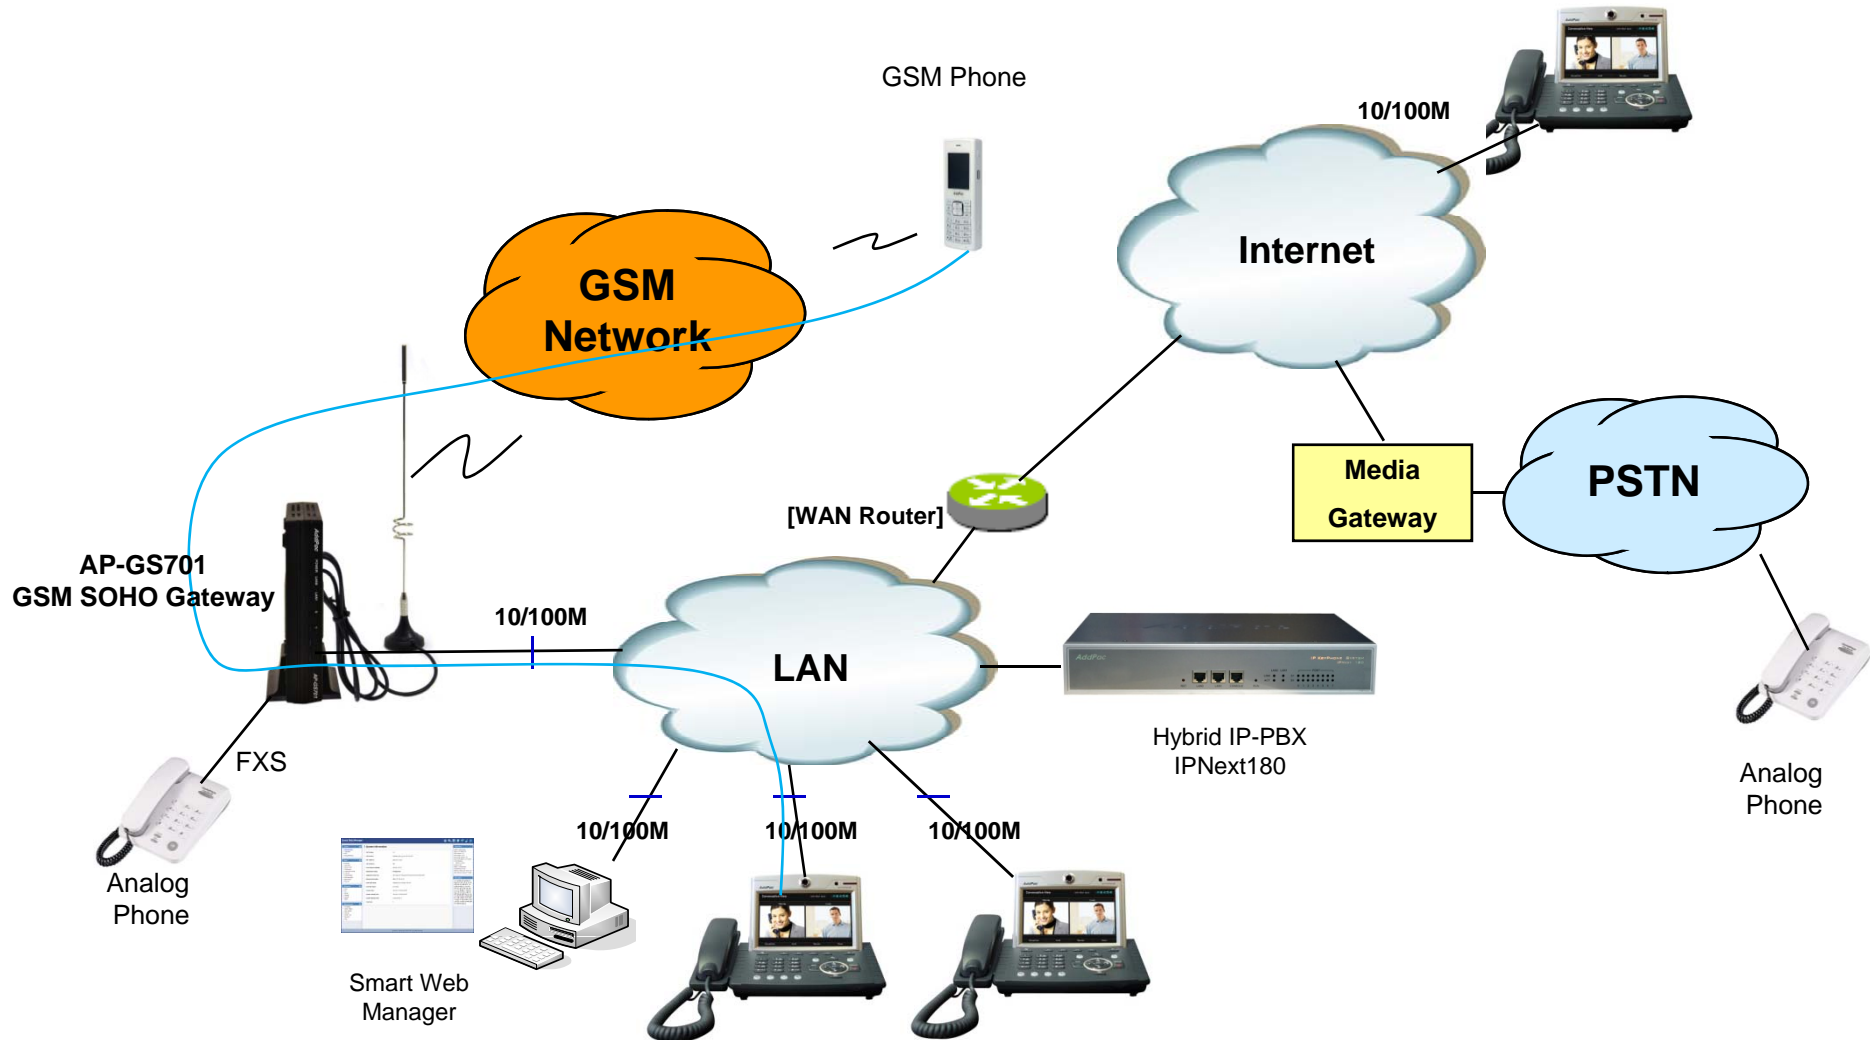 GSM Phone
10/100M
Internet
GSM
Network
Media
Gateway
PSTN
[WAN Router]
AP-GS701
GSM SOHO Gateway
10/100M
LAN
AddPac
Hybrid IP-PBX
IPNext180
FXS
Analog
Phone
Analog
Phone
10/100M
10/100M
10/100M
Smart Web
Manager